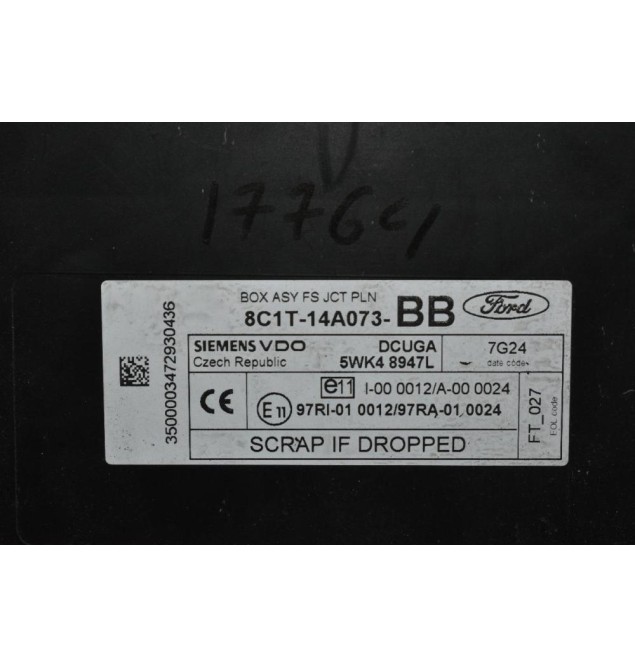 BOX ASY FS JCT PLN
8C1T-14A073-BB Ford
SIEMENS VDO DCUGA 7G24
Czech Republic 5WK4 8947L date code
3500003472930436
CE e11 I-00 0012/A-00 0024
E11 97RI-01 0012/97RA-01 0024
FT_027
EOL code
SCRAP IF DROPPED